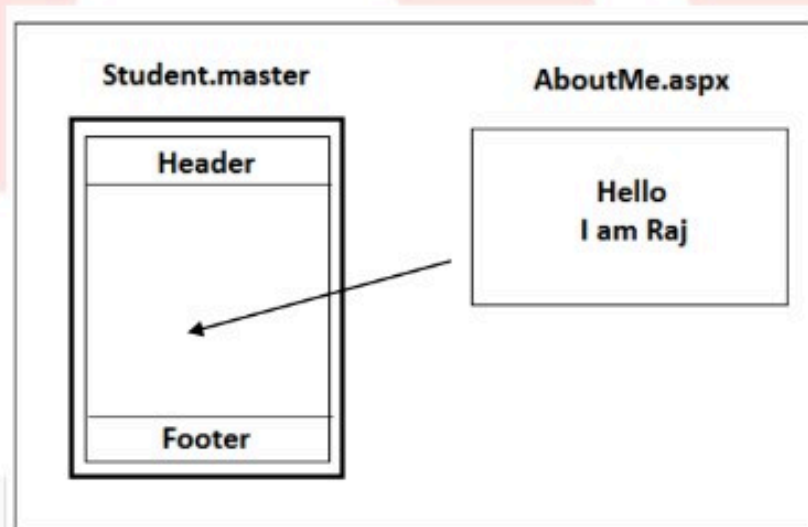 Student.master
Header
Footer
AboutMe.aspx
Hello
I am Raj